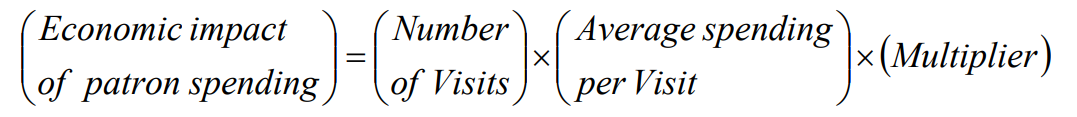 (Economic impact of patron spending) = (Number of Visits) × (Average spending per Visit) × (Multiplier)